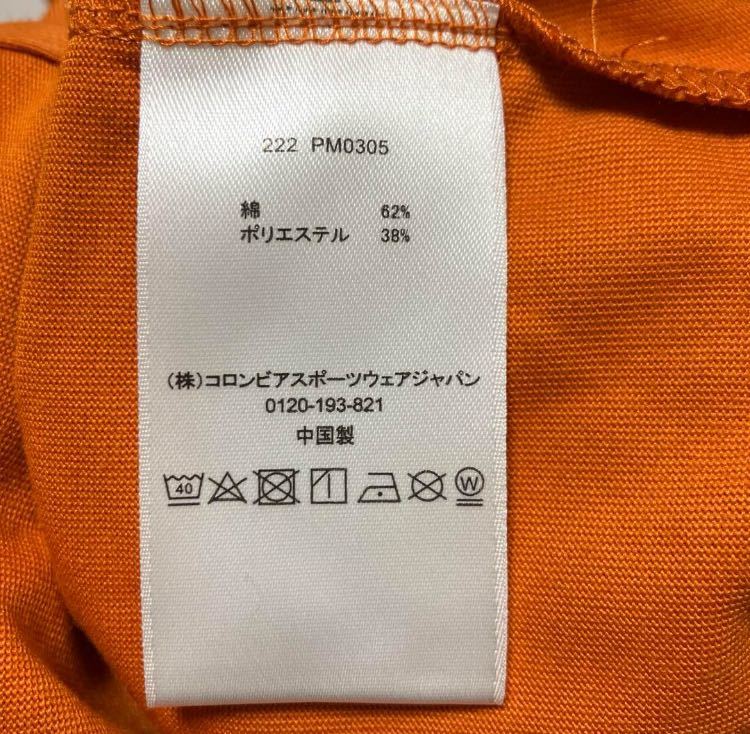 222 PM0305
綿 62%
ポリエステル 38%
(株)コロンビアスポーツウェアジャパン
0120-193-821
中国製
40
W